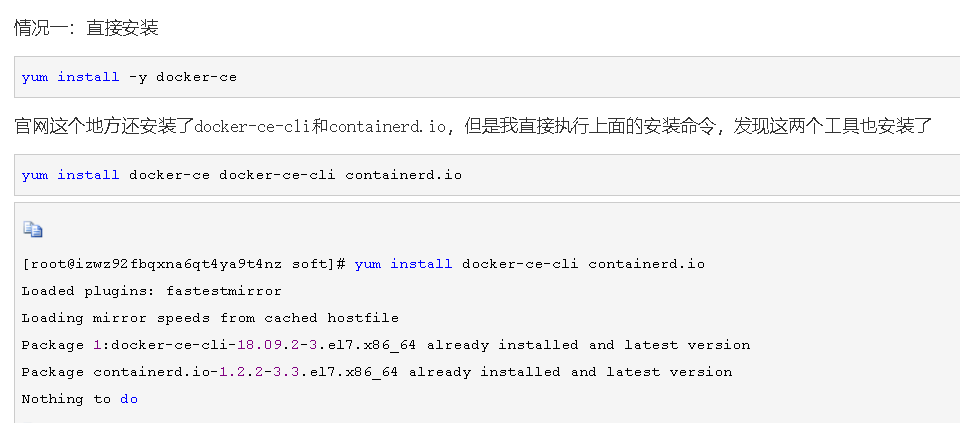 情况一：直接安装
yum install -y docker-ce
官网这个地方还安装了docker-ce-cli和containerd.io，但是我直接执行上面的安装命令，发现这两个工具也安装了
yum install docker-ce docker-ce-cli containerd.io
[root@izwz92fbqxna6qt4ya9t4nz soft]# yum install docker-ce-cli containerd.io
Loaded plugins: fastestmirror
Loading mirror speeds from cached hostfile
Package 1:docker-ce-cli-18.09.2-3.el7.x86_64 already installed and latest version
Package containerd.io-1.2.2-3.3.el7.x86_64 already installed and latest version
Nothing to do